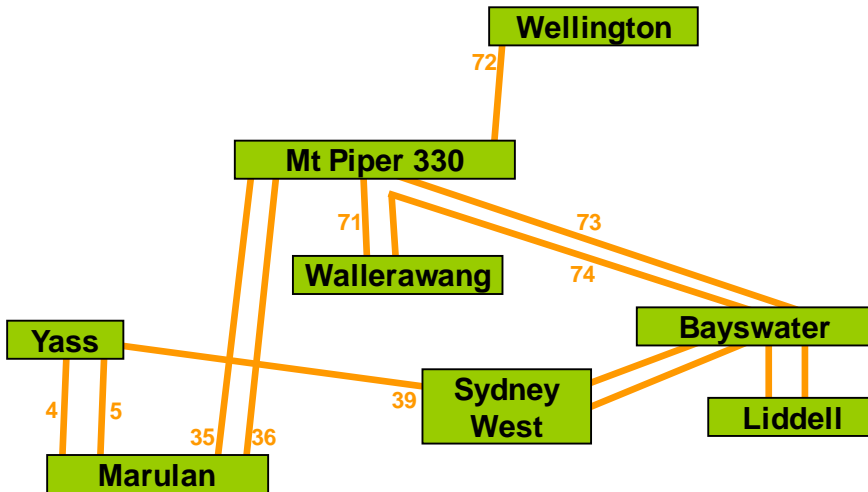 Wellington
72
Mt Piper 330
71
73
Wallerawang
74
Bayswater
Yass
Sydney
West
39
4
5
35
36
Liddell
Marulan